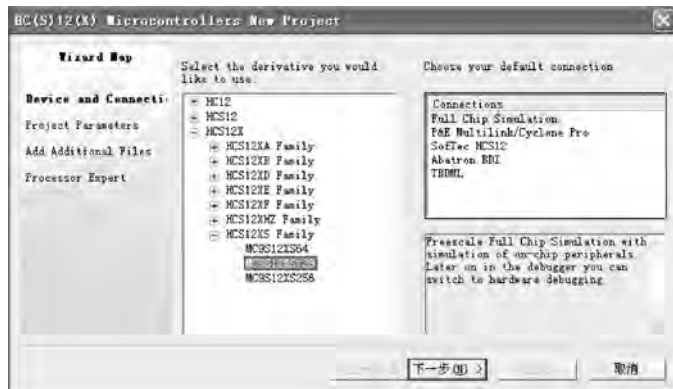 HC(S)12(X) Microcontrollers New Project
Wizard Map
Device and Connecti
Project Parameters
Add Additional Files
Processor Expert
Select the derivative you would
like to use
HC12
HCS12
HCS12X
HCS12XA Family
HCS12XB Family
HCS12XD Family
HCS12XE Family
HCS12XF Family
HCS12XHZ Family
HCS12XS Family
MC9S12XS64
MC9S12XS256
Choose your default connection
Connections
Full Chip Simulation
P&E Multilink/Cyclone Pro
SofTec HCS12
Abatron BDI
TBDML
Freescale Full Chip Simulation with
simulation of on-chip peripherals.
Later on in the debugger you can
switch to hardware debugging
下一步(N) >
取消